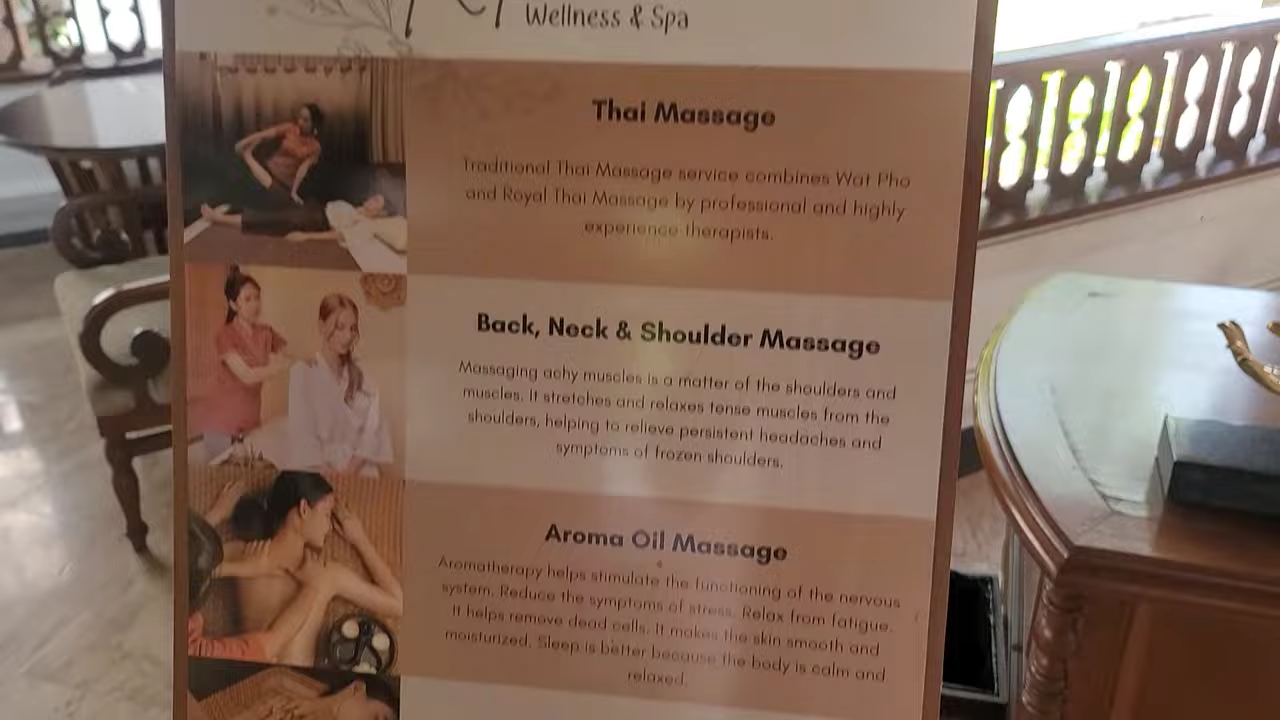 Wellness & Spa
Thai Massage
Traditional Thai Massage service combines Wat Pho
and Royal Thai Massage by professional and highly
experience therapists.
Back, Neck & Shoulder Massage
Massaging achy muscles is a matter of the shoulders and
muscles. It stretches and relaxes tense muscles from the
shoulders, helping to relieve persistent headaches and
symptoms of frozen shoulders.
Aroma Oil Massage
Aromatherapy helps stimulate the functioning of the nervous
system. Reduce the symptoms of stress. Relax from fatigue.
It helps remove dead cells. It makes the skin smooth and
moisturized. Sleep is better because the body is calm and
relaxed.